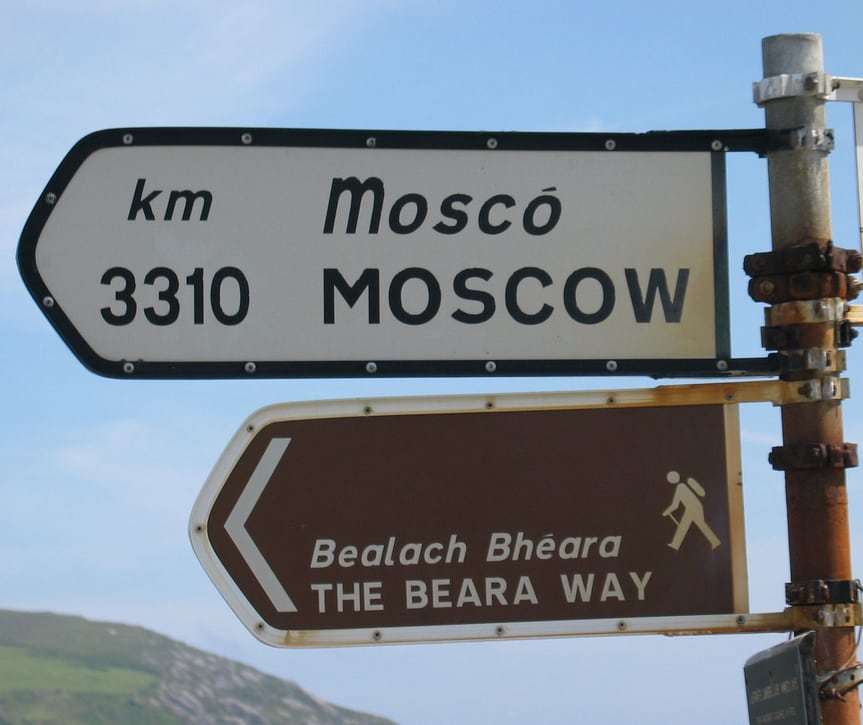 km Moscó
3310 MOSCOW
Bealach Bhéara
THE BEARA WAY